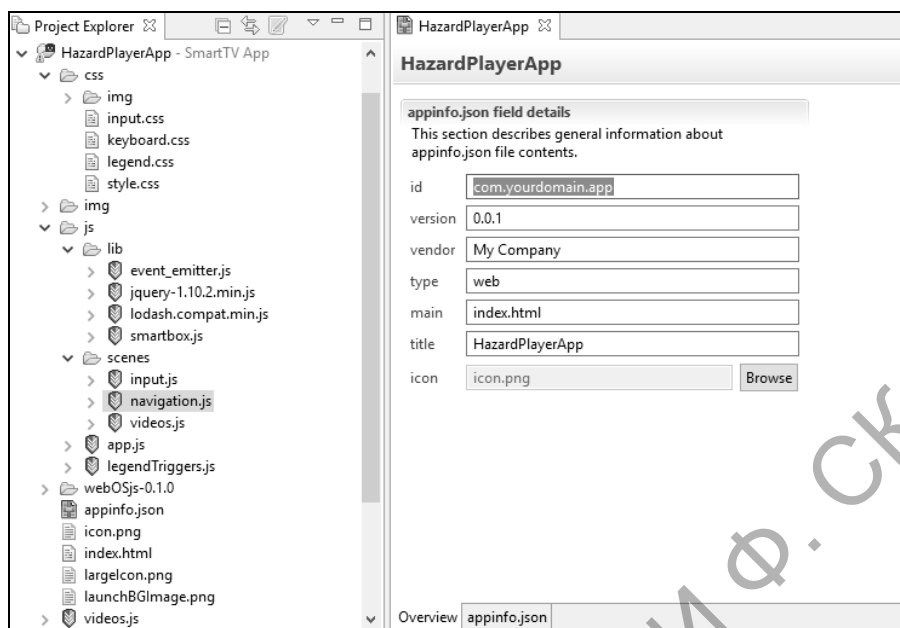 Project Explorer
HazardPlayerApp - SmartTV App
css
img
input.css
keyboard.css
legend.css
style.css
img
js
lib
event_emitter.js
jquery-1.10.2.min.js
lodash.compat.min.js
smartbox.js
scenes
input.js
navigation.js
videos.js
app.js
legendTriggers.js
webOSjs-0.1.0
appinfo.json
icon.png
index.html
largeIcon.png
launchBGImage.png
videos.js
HazardPlayerApp
HazardPlayerApp
appinfo.json field details
This section describes general information about
appinfo.json file contents.
id com.yourdomain.app
version 0.0.1
vendor My Company
type web
main index.html
title HazardPlayerApp
icon icon.png Browse
Overview appinfo.json
И Ф. СК